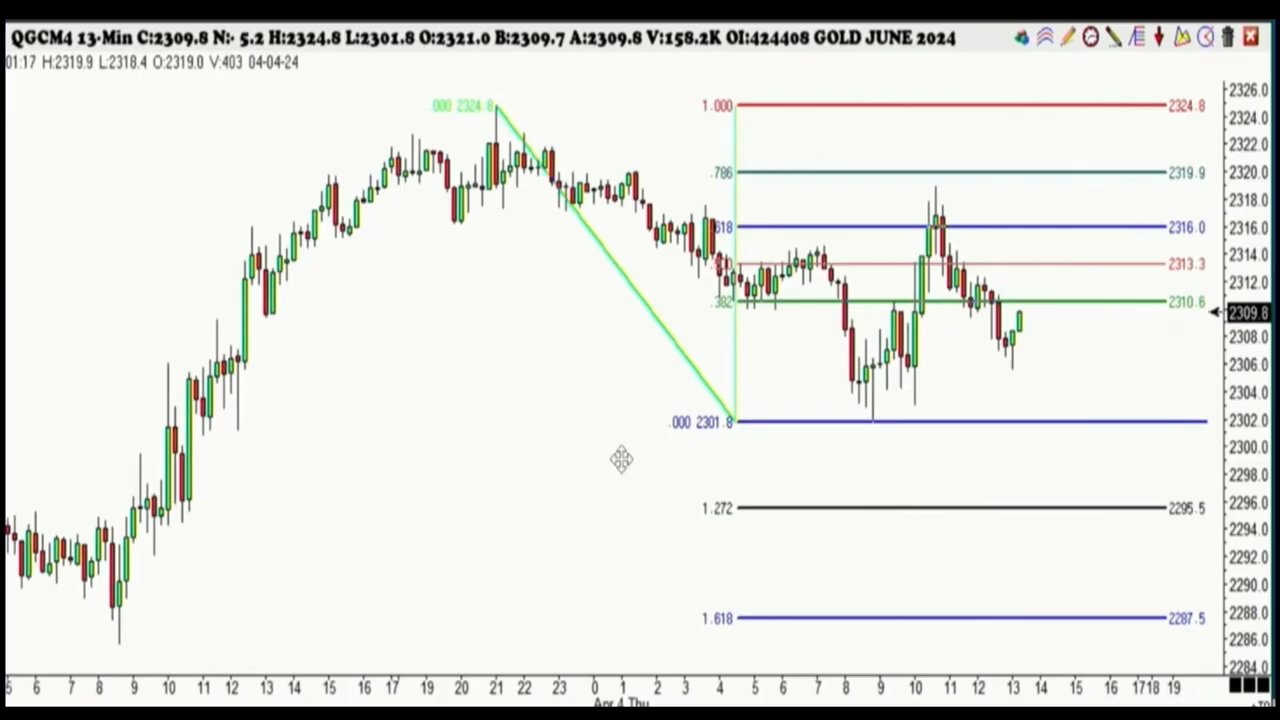 QGCM4 13-Min C:2309.8 N:- 5.2 H:2324.8 L:2301.8 O:2321.0 B:2309.7 A:2309.8 V:158.2K OI:424408 GOLD JUNE 2024
01:17 H:2319.9 L:2318.4 O:2319.0 V:403 04-04-24
2326.0
.000 2324.8 1.000 2324.8
2324.0
2322.0
.786 2319.9 2320.0
2318.0
.618 2316.0 2316.0
2314.0
2313.3
2312.0
.382 2310.6
2309.8
2308.0
2306.0
2304.0
.000 2301.8 2302.0
2300.0
2298.0
2296.0
1.272 2295.5
2294.0
2292.0
2290.0
2288.0
1.618 2287.5
2286.0
2284.0
5 6 7 8 9 10 11 12 13 14 15 16 17 19 20 21 22 23 0 1 2 3 4 5 6 7 8 9 10 11 12 13 14 15 16 17 18 19
Apr 4 Thu